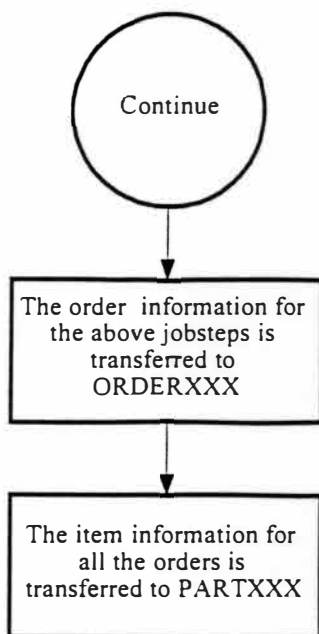 Continue
The order information for
the above jobsteps is
transferred to
ORDERXXX
The item information for
all the orders is
transferred to PARTXXX